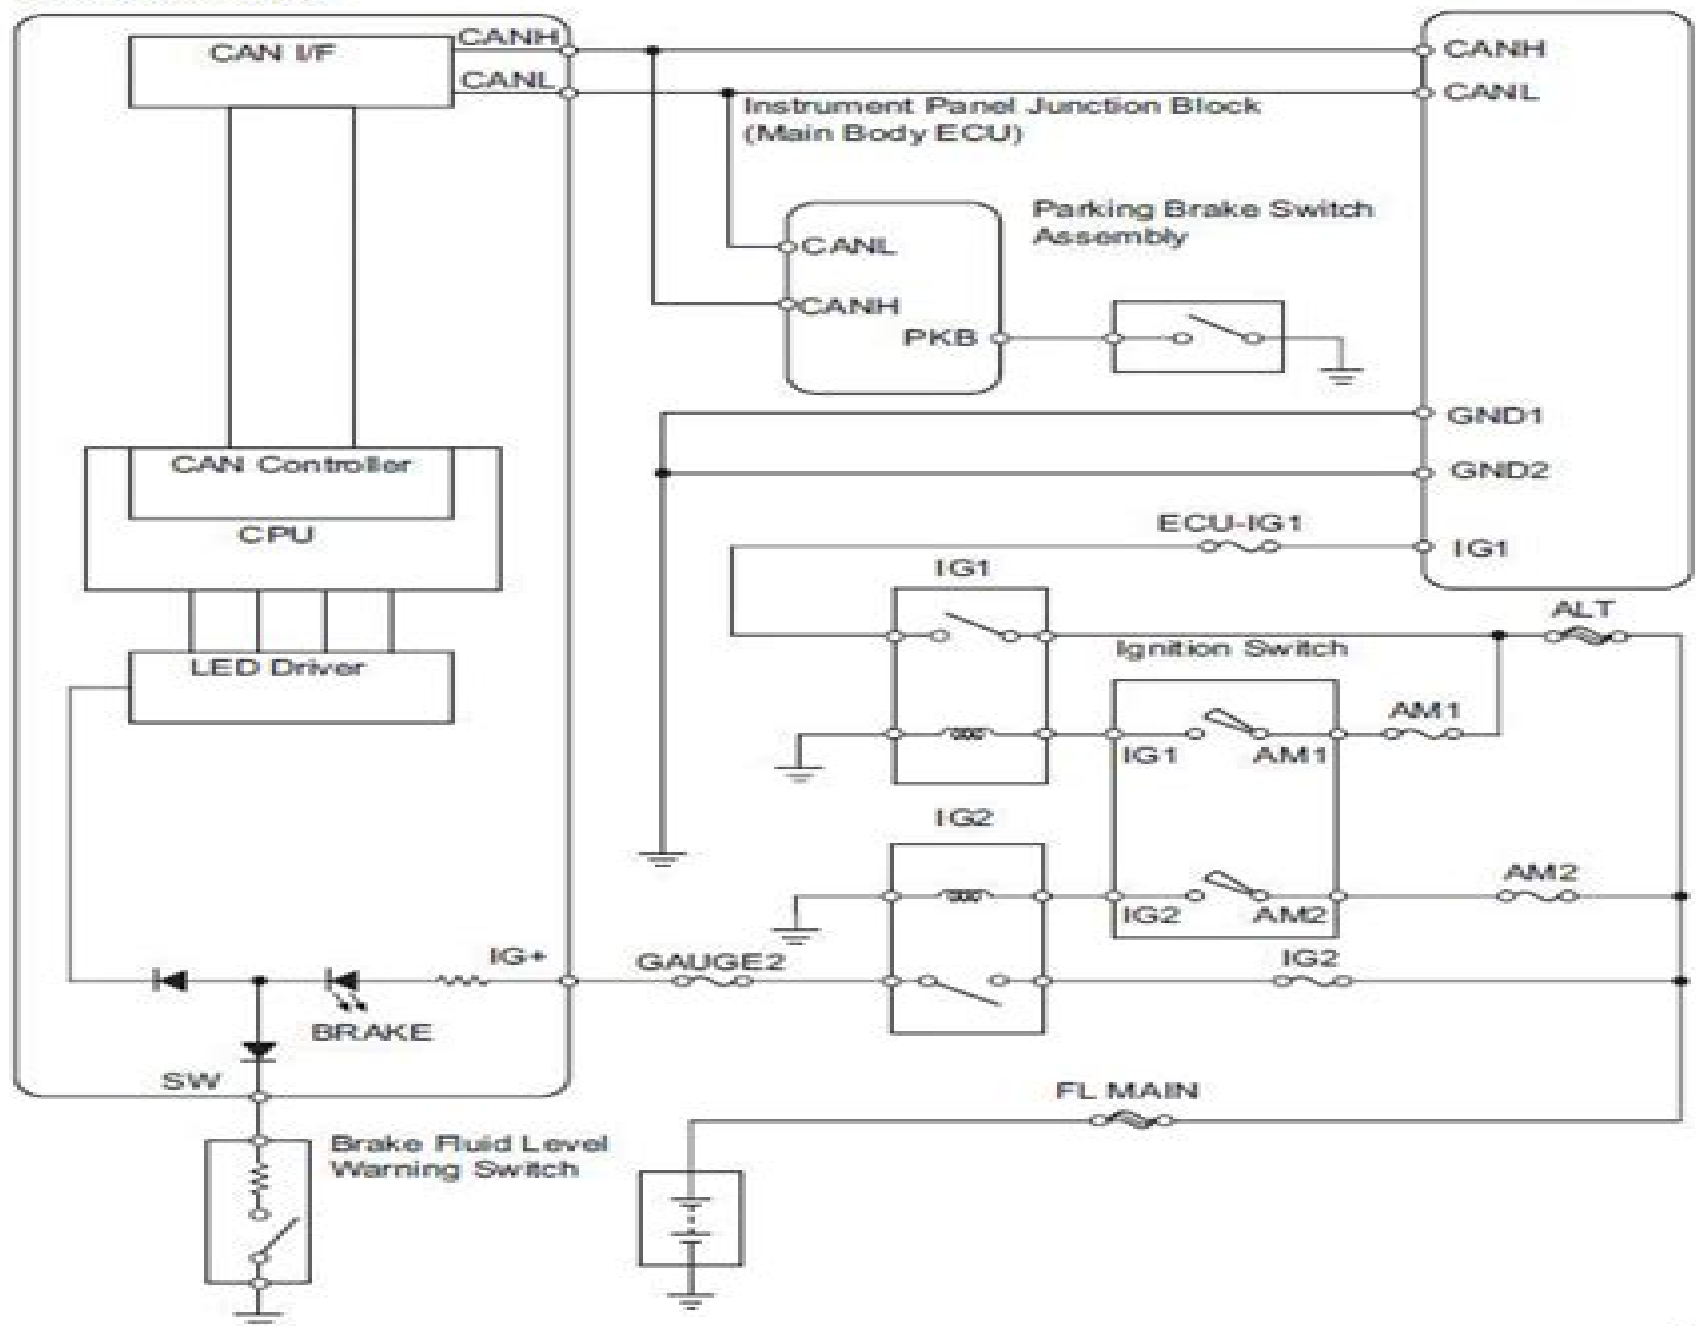 CAN I/F
CANH
CANL
CANH
CANL
Instrument Panel Junction Block
(Main Body ECU)
Parking Brake Switch
Assembly
CANL
CANH
PKB
GND1
GND2
CAN Controller
CPU
ECU-IG1
IG1
IG1
ALT
Ignition Switch
LED Driver
AM1
IG1
AM1
IG2
AM2
IG2
AM2
IG+
GAUGE2
IG2
BRAKE
SW
FL MAIN
Brake Fluid Level
Warning Switch